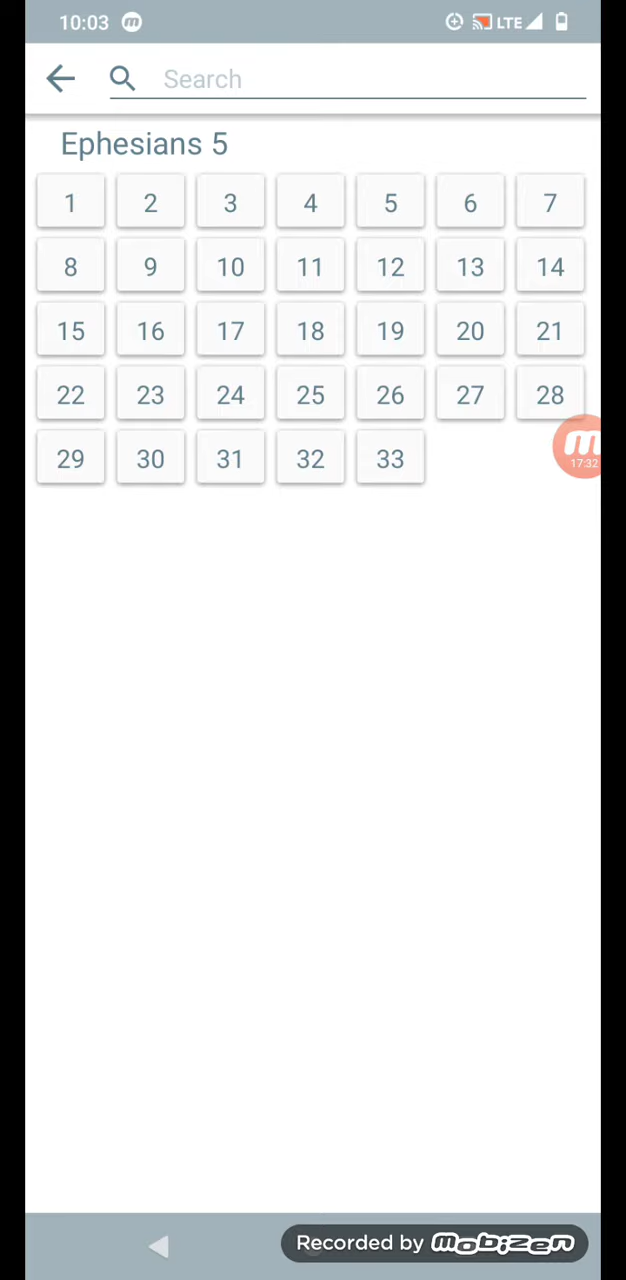 10:03 m LTE
Search
Ephesians 5
1 2 3 4 5 6 7
8 9 10 11 12 13 14
15 16 17 18 19 20 21
22 23 24 25 26 27 28
29 30 31 32 33
m
17:32
Recorded by mobizen